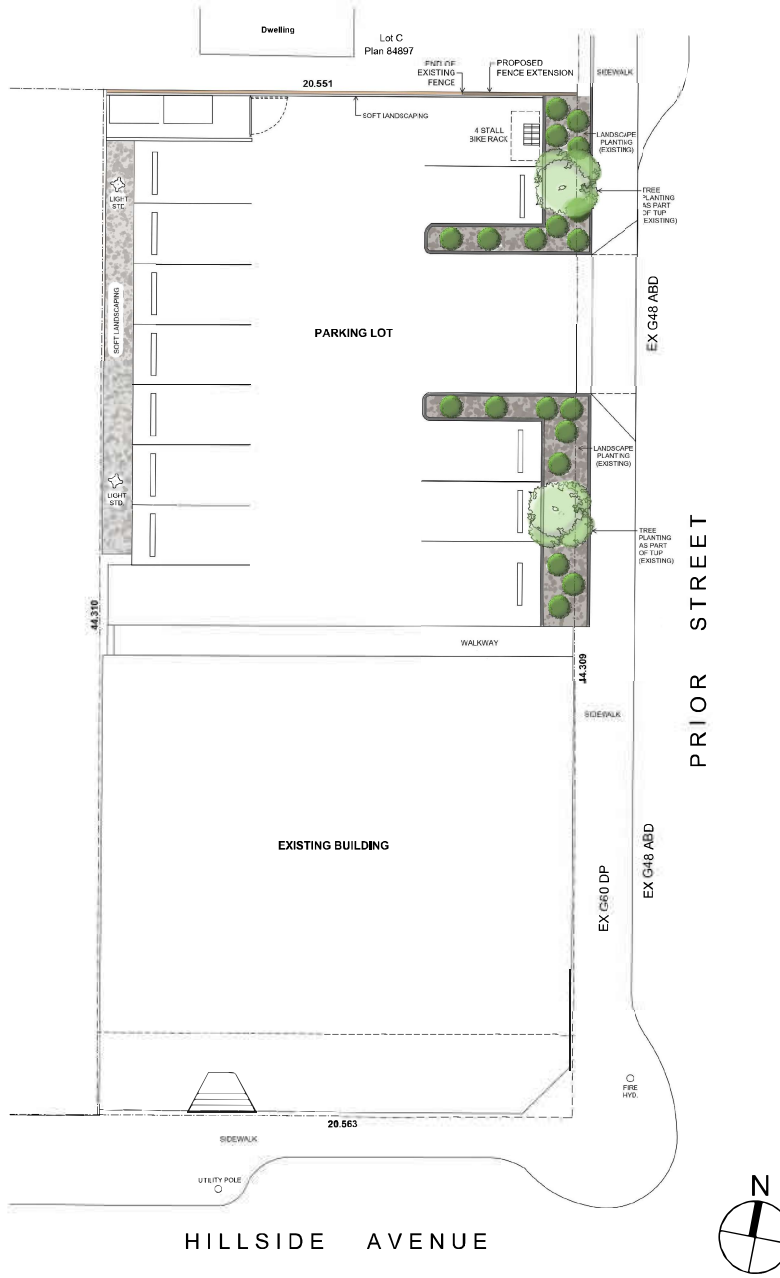 Dwelling
Lot C
Plan 84897
END OF
EXISTING
FENCE
PROPOSED
FENCE EXTENSION
SIDEWALK
20.551
SOFT LANDSCAPING
4 STALL
BIKE RACK
LANDSCAPE
PLANTING
(EXISTING)
LIGHT
STD.
TREE
PLANTING
AS PART
OF TUP
(EXISTING)
SOFT LANDSCAPING
PARKING LOT
EX G48 ABD
LANDSCAPE
PLANTING
(EXISTING)
LIGHT
STD.
TREE
PLANTING
AS PART
OF TUP
(EXISTING)
PRIOR STREET
44.310
WALKWAY
44.309
SIDEWALK
EXISTING BUILDING
EX G60 DP
EX G48 ABD
FIRE
HYD.
20.563
SIDEWALK
UTILITY POLE
N
HILLSIDE AVENUE